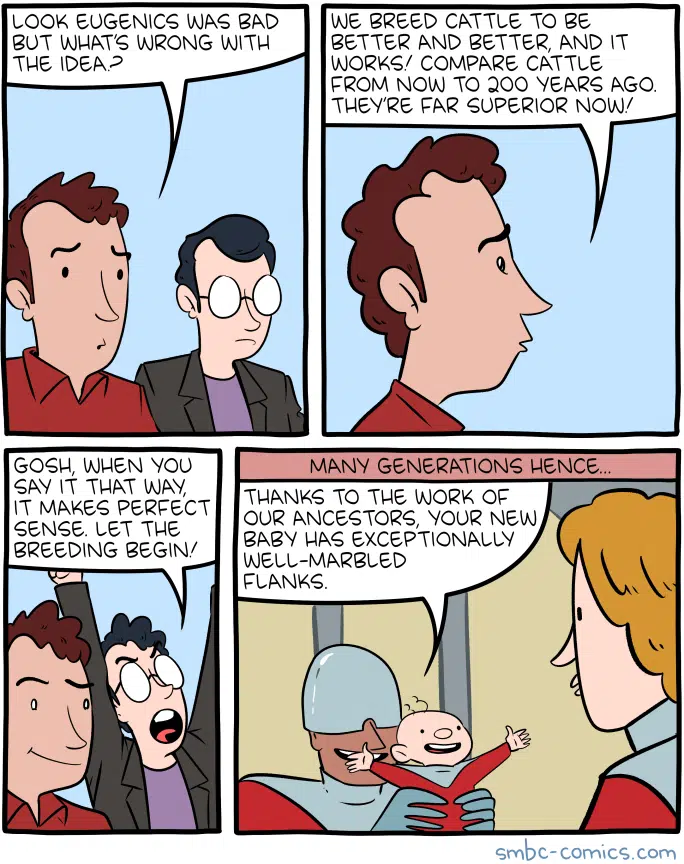 LOOK EUGENICS WAS BAD
BUT WHAT'S WRONG WITH
THE IDEA?
WE BREED CATTLE TO BE
BETTER AND BETTER, AND IT
WORKS! COMPARE CATTLE
FROM NOW TO 200 YEARS AGO.
THEY'RE FAR SUPERIOR NOW!
GOSH, WHEN YOU
SAY IT THAT WAY,
IT MAKES PERFECT
SENSE. LET THE
BREEDING BEGIN!
MANY GENERATIONS HENCE...
THANKS TO THE WORK OF
OUR ANCESTORS, YOUR NEW
BABY HAS EXCEPTIONALLY
WELL-MARBLED
FLANKS.
smbc-comics.com